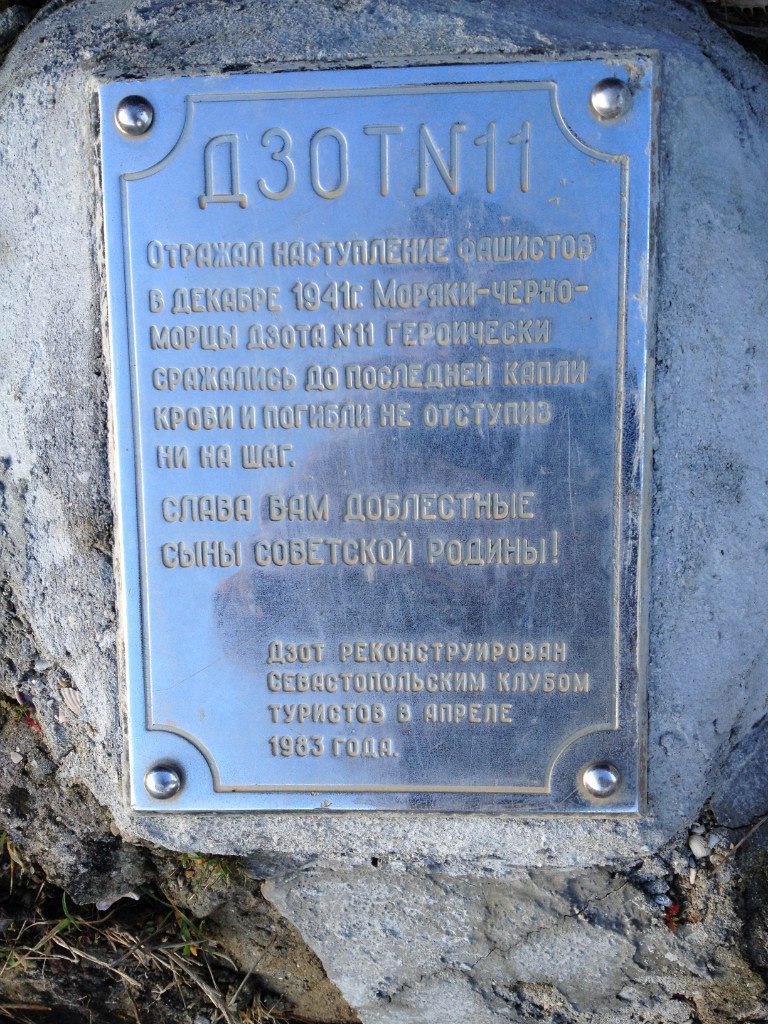 ДЗОТ N11
Отражал наступление фашистов
в декабре 1941г. Моряки-черно-
морцы дзота N11 героически
сражались до последней капли
крови и погибли не отступив
ни на шаг.
Слава вам доблестные
сыны Советской Родины!
Дзот реконструирован
Севастопольским клубом
туристов в апреле
1983 года.